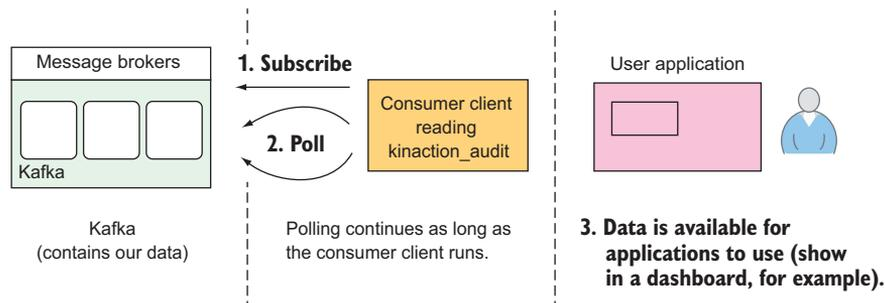 Message brokers
Kafka
1. Subscribe
2. Poll
Consumer client
reading
kinaction_audit
User application
Kafka
(contains our data)
Polling continues as long as
the consumer client runs.
3. Data is available for
applications to use (show
in a dashboard, for example).